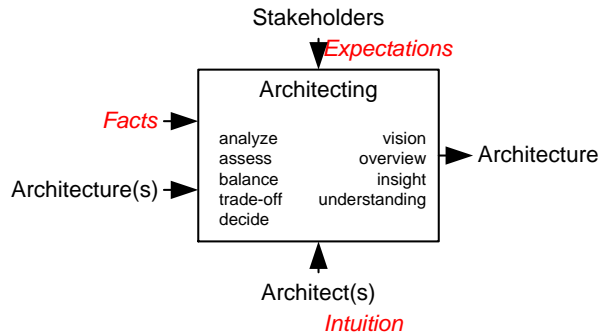 Stakeholders
Expectations
Architecting
Facts
analyze
assess
balance
trade-off
decide
vision
overview
insight
understanding
Architecture(s)
Architecture
Architect(s)
Intuition